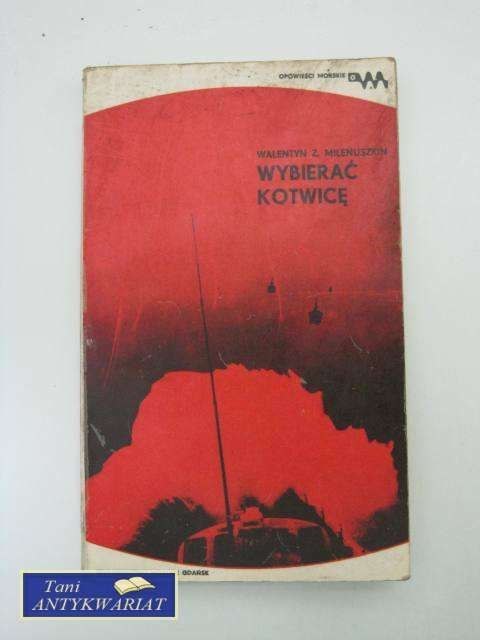 OPOWIEŚCI MORSKIE
WALENTYN Z. MILENUSZKIN
WYBIERAĆ
KOTWICĘ
GDAŃSK
Tani
ANTYKWARIAT